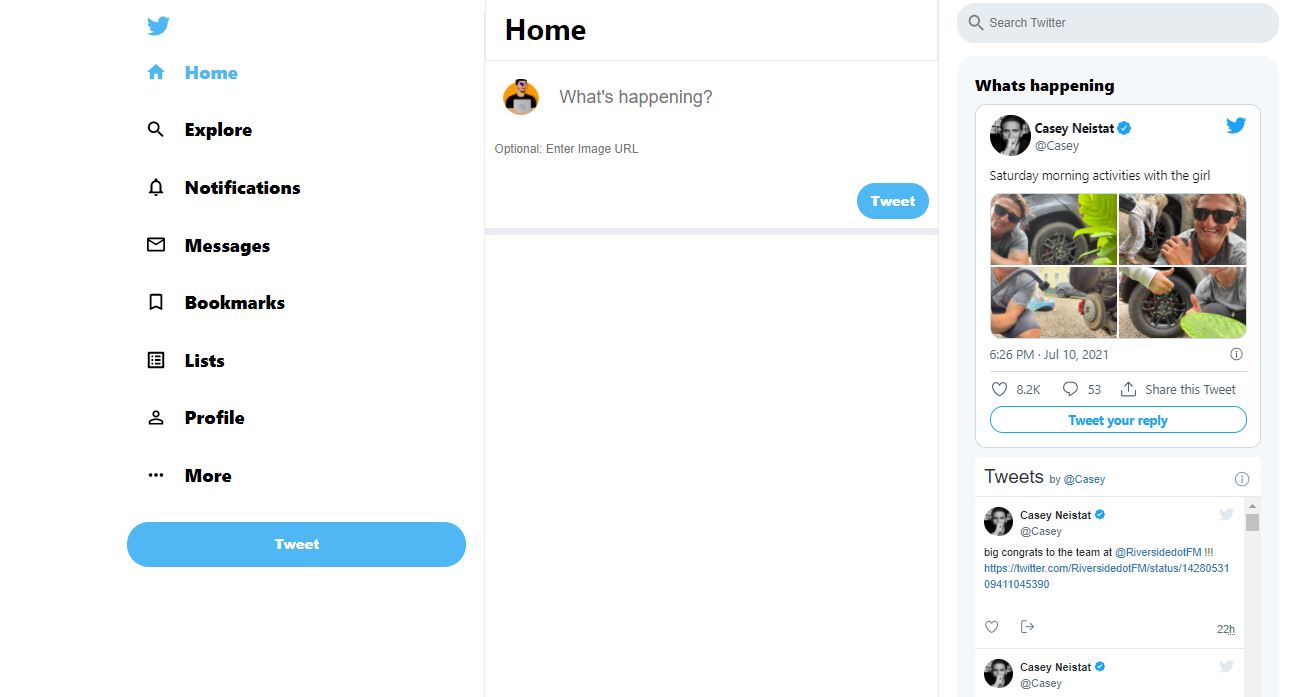 Home
Explore
Notifications
Messages
Bookmarks
Lists
Profile
More
Tweet
Home
What's happening?
Optional: Enter Image URL
Tweet
Search Twitter
Whats happening
Casey Neistat
@Casey
Saturday morning activities with the girl
6:26 PM · Jul 10, 2021
8.2K 53 Share this Tweet
Tweet your reply
Tweets by @Casey
Casey Neistat
@Casey
big congrats to the team at @RiversidedotFM !!!
https://twitter.com/RiversidedotFM/status/14280531
09411045390
22h
Casey Neistat
@Casey